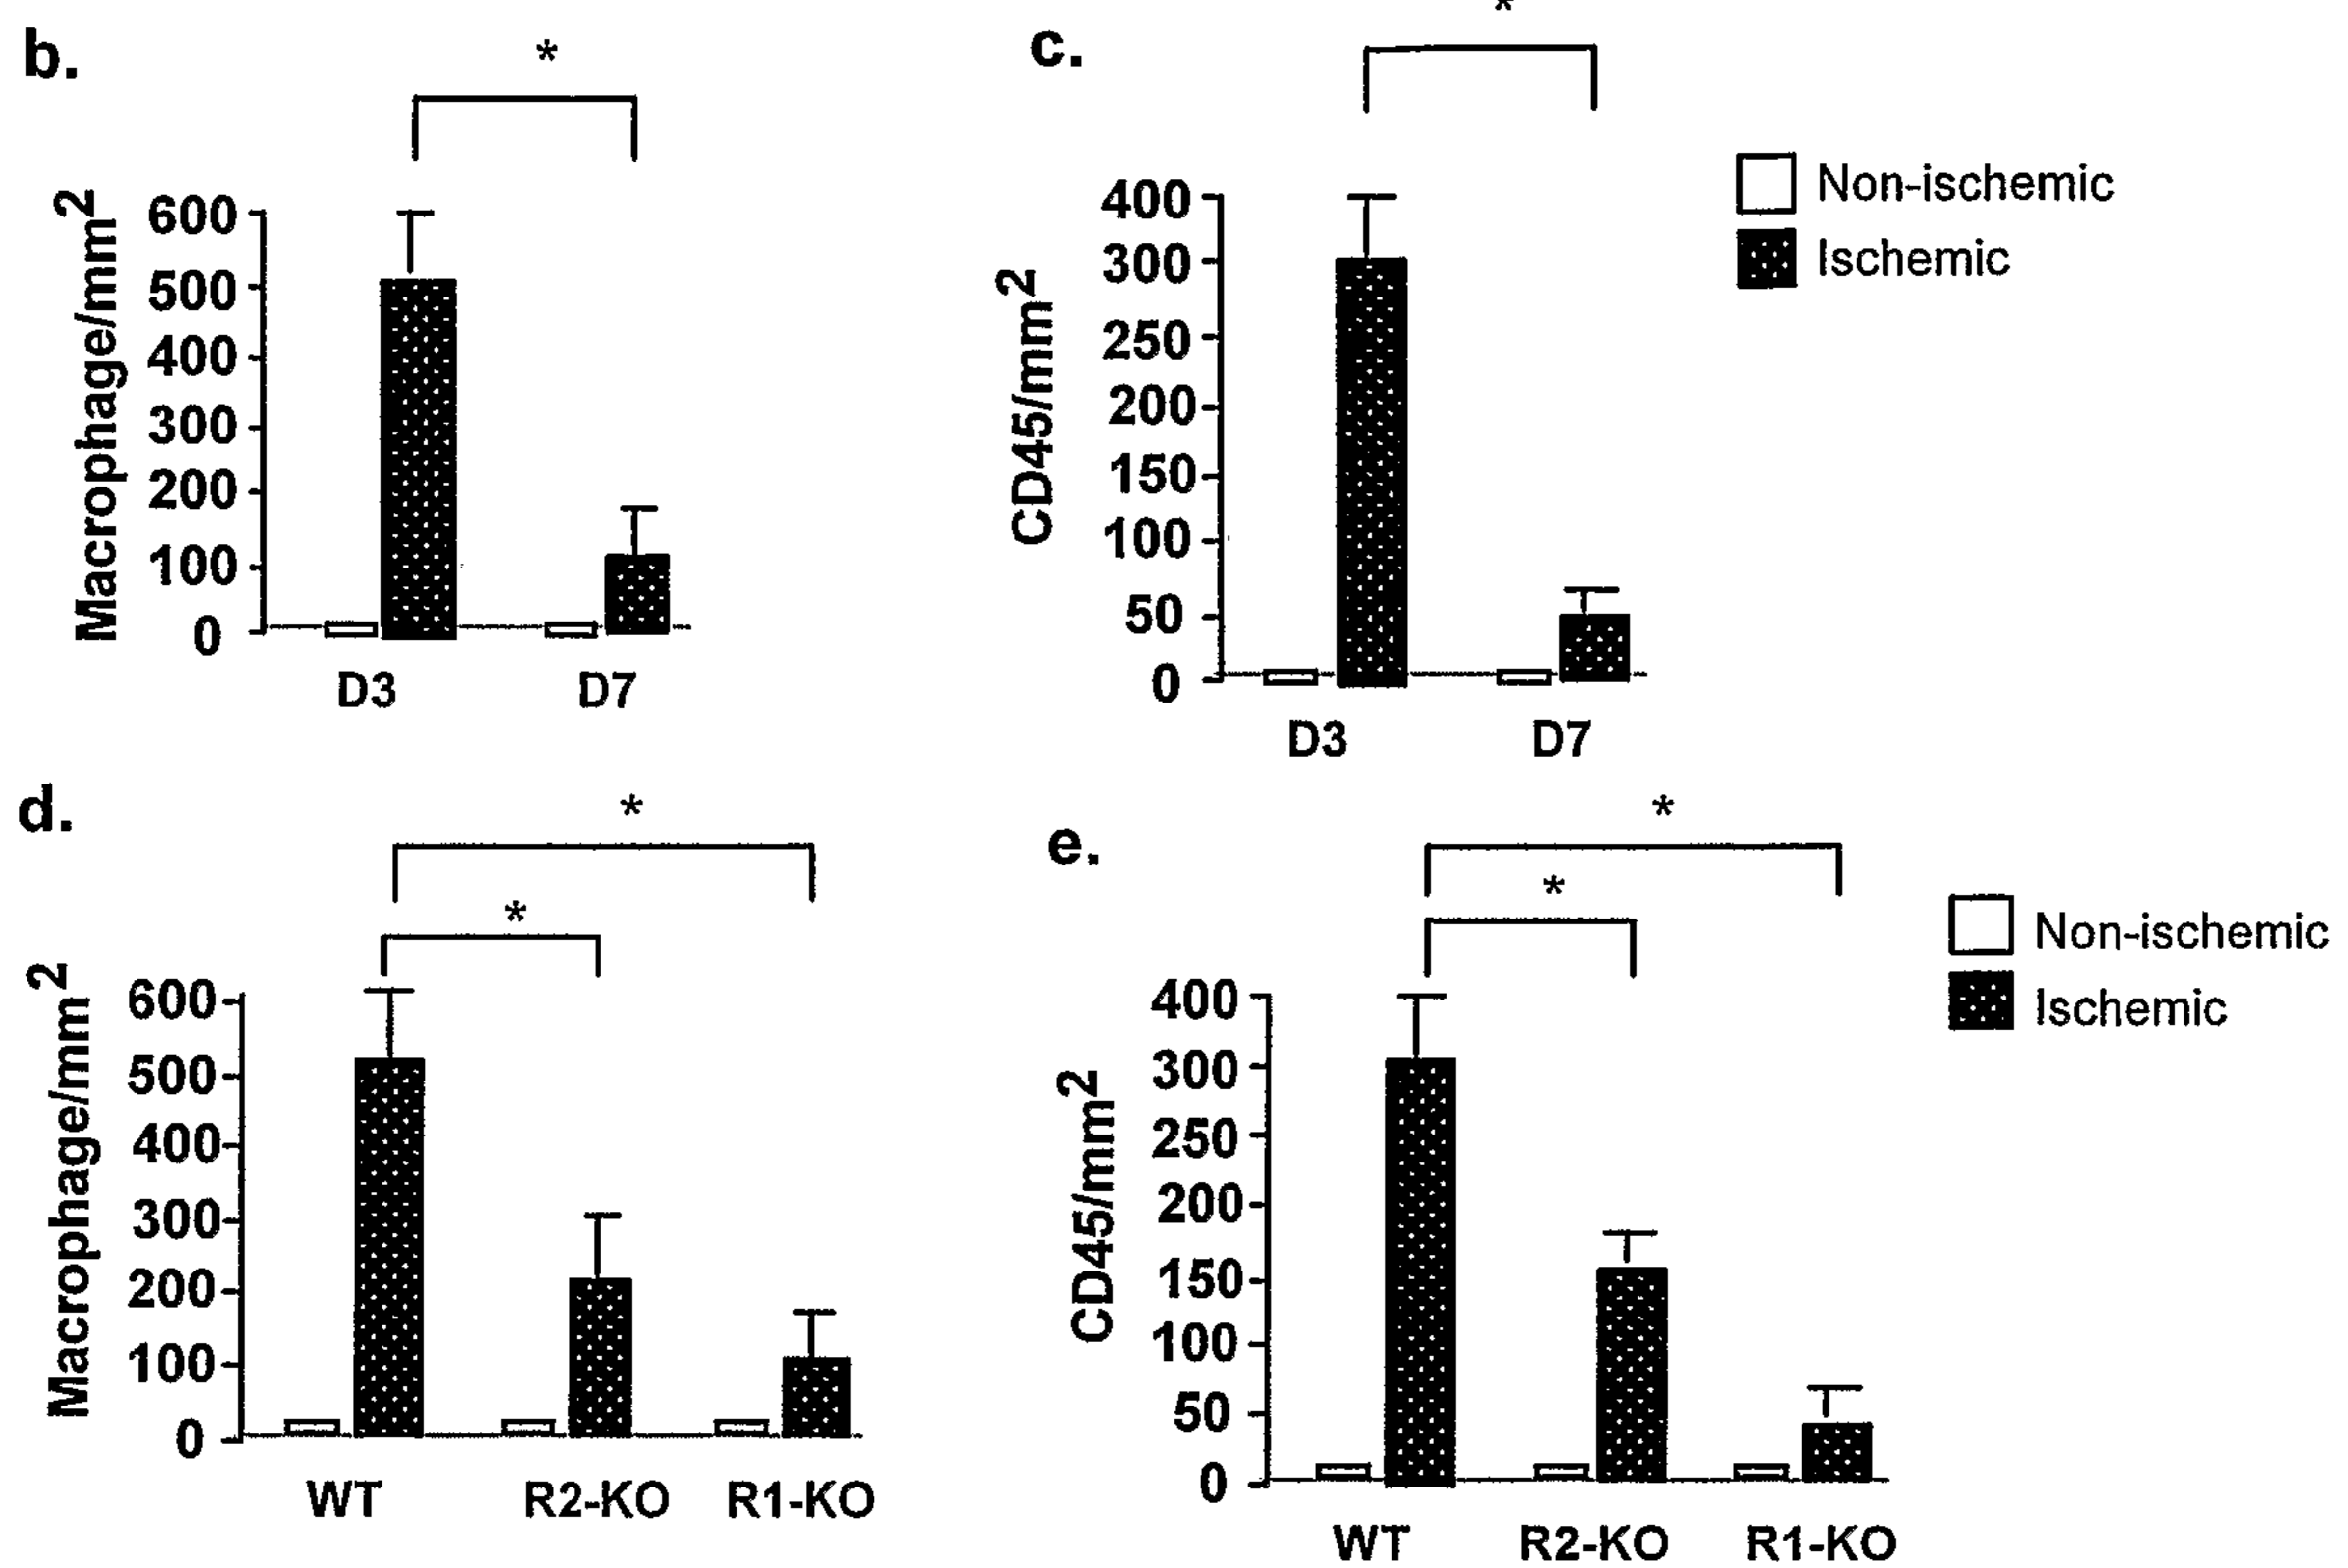 b.
*
Macrophage/mm2
600
500
400
300
200
100
0
D3 D7
c.
*
CD45/mm2
400
300
250
200
150
100
50
0
D3 D7
Non-ischemic
Ischemic
d.
*
*
Macrophage/mm2
600
500
400
300
200
100
0
WT R2-KO R1-KO
e.
*
*
CD45/mm2
400
300
250
200
150
100
50
0
WT R2-KO R1-KO
Non-ischemic
Ischemic